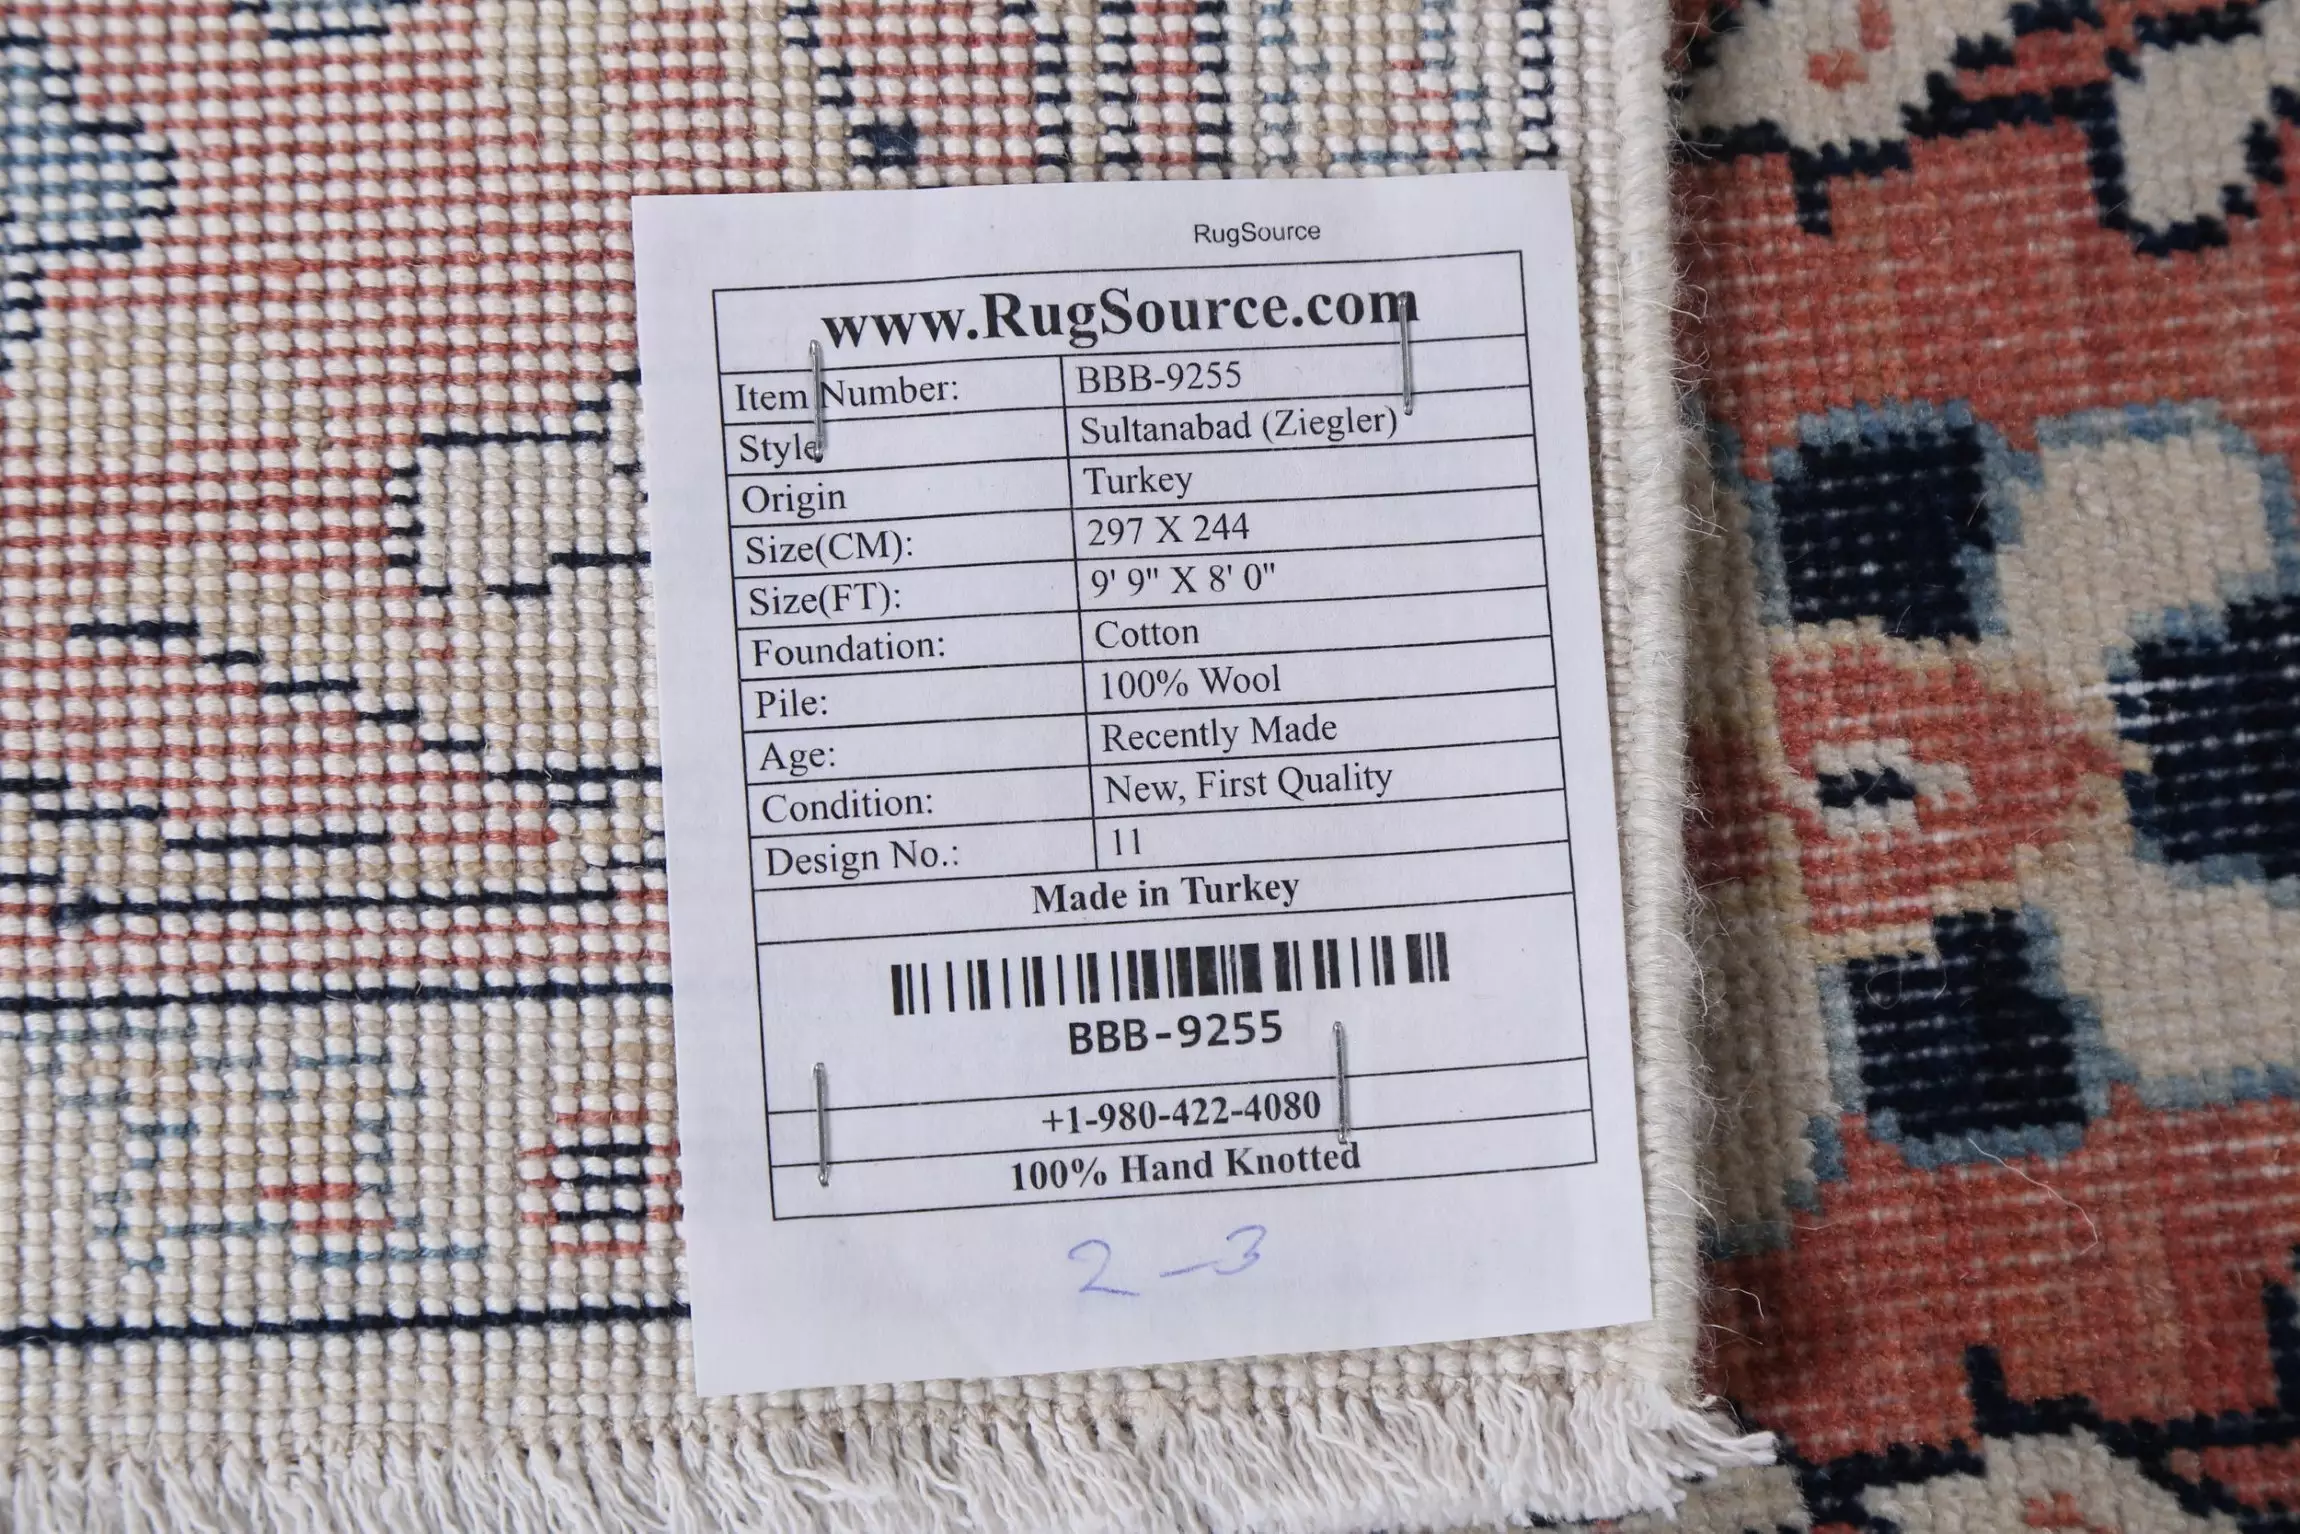 RugSource
www.RugSource.com
Item Number: BBB-9255
Style Sultanabad (Ziegler)
Origin Turkey
Size(CM): 297 X 244
Size(FT): 9' 9" X 8' 0"
Foundation: Cotton
Pile: 100% Wool
Age: Recently Made
Condition: New, First Quality
Design No.: 11
Made in Turkey
BBB-9255
+1-980-422-4080
100% Hand Knotted
2-3